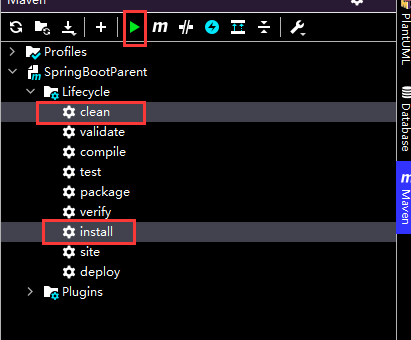 Maven
m
Profiles
SpringBootParent
Lifecycle
clean
validate
compile
test
package
verify
install
site
deploy
Plugins
PlantUML
Database
m Maven